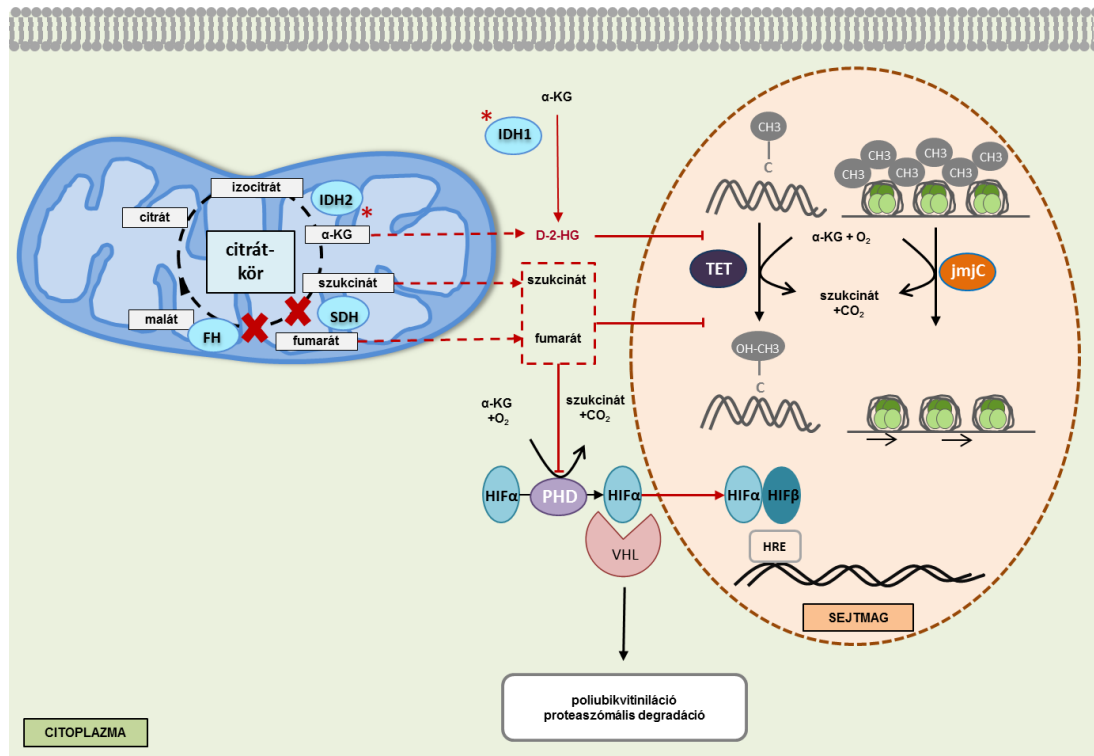 α-KG
*
IDH1
izocitrát
IDH2
*
citrát
α-KG
citrát-
kör
szukcinát
malát
SDH
FH
fumarát
D-2-HG
szukcinát
fumarát
α-KG
+O₂
szukcinát
+CO₂
HIFα
PHD
HIFα
VHL
poliubikvitiniláció
proteaszómális degradáció
CH3
C
CH3
CH3
CH3
CH3
CH3
α-KG + O₂
TET
jmjC
szukcinát
+CO₂
OH-CH3
C
HIFα
HIFβ
HRE
SEJTMAG
CITOPLAZMA